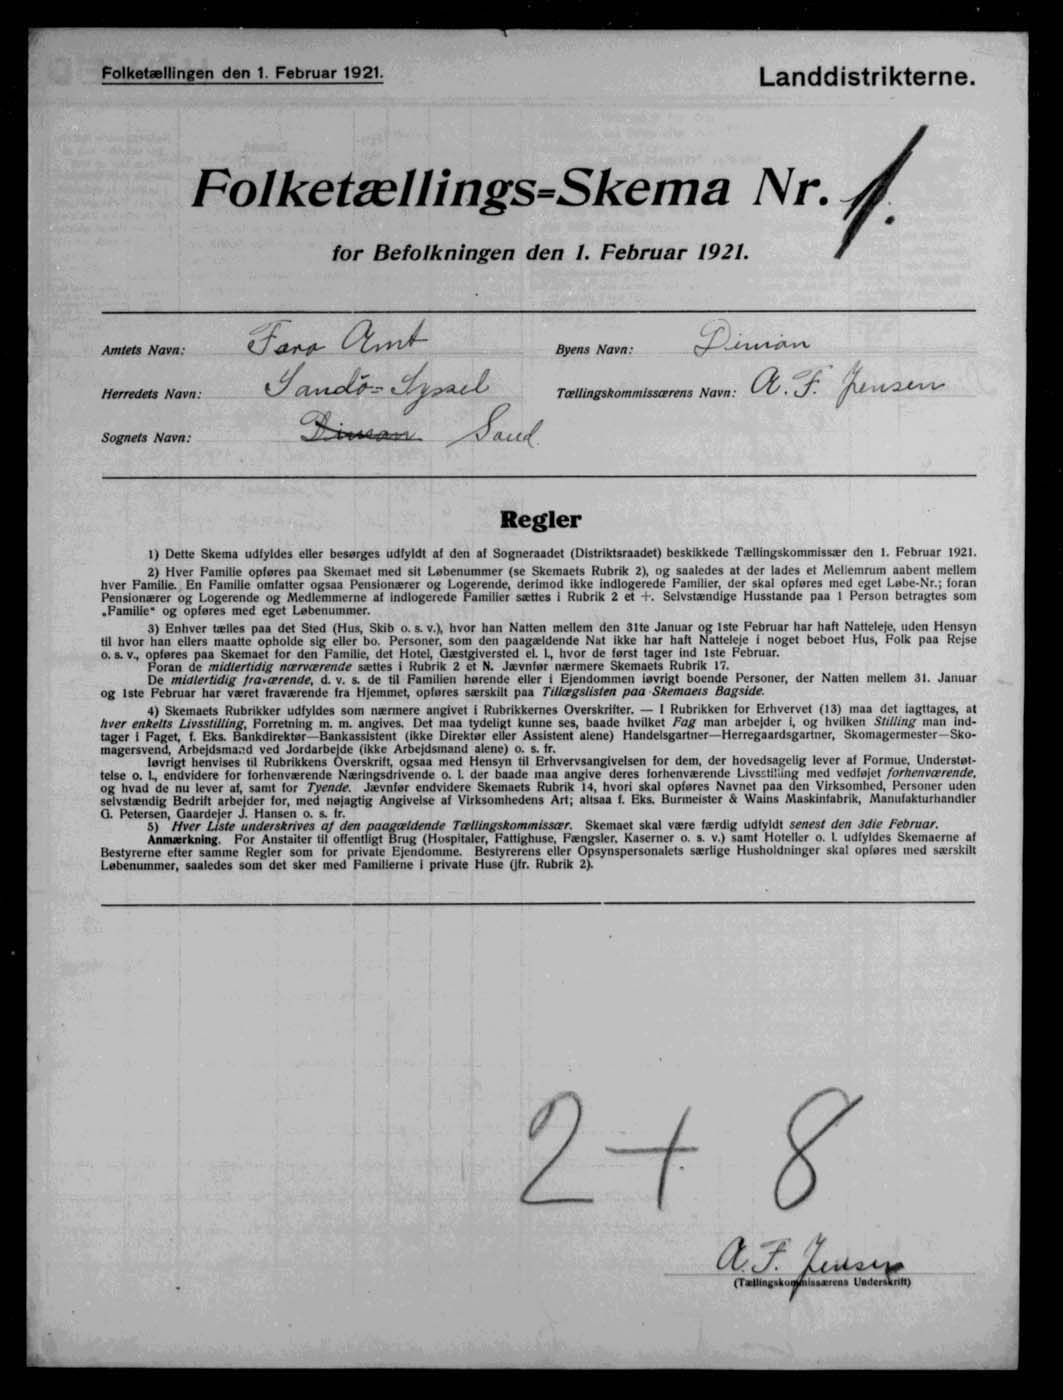 Folketællingen den 1. Februar 1921.
Landdistrikterne.
Folketællings=Skema Nr. 1.
for Befolkningen den 1. Februar 1921.
Amtets Navn: Færø Amt
Byens Navn: Dimon
Herredets Navn: Sandø=Syssel
Tællingskommissærens Navn: A. F. Jensen
Sognets Navn: Dimon Sand
Regler
1) Dette Skema udfyldes eller besørges udfyldt af den af Sogneraadet (Distriktsraadet) beskikkede Tællingskommissær den 1. Februar 1921.
2) Hver Familie opføres paa Skemaet med sit Løbenummer (se Skemaets Rubrik 2), og saaledes at der lades et Mellemrum aabent mellem
hver Familie. En Familie omfatter ogsaa Pensionærer og Logerende, derimod ikke indlogerede Familier, der skal opføres med eget Løbe-Nr.; foran
Pensionærer og Logerende og Medlemmerne af indlogerede Familier sættes i Rubrik 2 et +. Selvstændige Husstande paa 1 Person betragtes som
„Familie“ og opføres med eget Løbenummer.
3) Enhver tælles paa det Sted (Hus, Skib o. s. v.), hvor han Natten mellem den 31te Januar og 1ste Februar har haft Natteleje, uden Hensyn
til hvor han ellers maatte opholde sig eller bo. Personer, som den paagældende Nat ikke har haft Natteleje i noget beboet Hus, Folk paa Rejse
o. s. v., opføres paa Skemaet for den Familie, det Hotel, Gæstgiversted el. l., hvor de først tager ind 1ste Februar.
Foran de midlertidig nærværende sættes i Rubrik 2 et N. Jævnfør nærmere Skemaets Rubrik 17.
De midlertidig fraværende, d. v. s. de til Familien hørende eller i Ejendommen iøvrigt boende Personer, der Natten mellem 31. Januar
og 1ste Februar har været fraværende fra Hjemmet, opføres særskilt paa Tillægslisten paa Skemaets Bagside.
4) Skemaets Rubrikker udfyldes som nærmere angivet i Rubrikkernes Overskrifter. — I Rubrikken for Erhvervet (13) maa det iagttages, at
hver enkelts Livsstilling, Forretning m. m. angives. Det maa tydeligt kunne ses, baade hvilket Fag man arbejder i, og hvilken Stilling man ind-
tager i Faget, f. Eks. Bankdirektør—Bankassistent (ikke Direktør eller Assistent alene) Handelsgartner—Herregaardsgartner, Skomagermester—Sko-
magersvend, Arbejdsmand ved Jordarbejde (ikke Arbejdsmand alene) o. s. fr.
Iøvrigt henvises til Rubrikkens Overskrift, ogsaa med Hensyn til Erhvervsangivelsen for dem, der hovedsagelig lever af Formue, Understøt-
telse o. l., endvidere for forhenværende Næringsdrivende o. l. der baade maa angive deres forhenværende Livsstilling med vedføjet forhenværende,
og hvad de nu lever af, samt for Tyende. Jævnfør endvidere Skemaets Rubrik 14, hvori skal opføres Navnet paa den Virksomhed, Personer uden
selvstændig Bedrift arbejder for, med nøjagtig Angivelse af Virksomhedens Art; altsaa f. Eks. Burmeister & Wains Maskinfabrik, Manufakturhandler
G. Petersen, Gaardejer J. Hansen o. s. fr.
5) Hver Liste underskrives af den paagældende Tællingskommissær. Skemaet skal være færdig udfyldt senest den 3die Februar.
Anmærkning. For Anstalter til offentligt Brug (Hospitaler, Fattighuse, Fængsler, Kaserner o. s. v.) samt Hoteller o. l. udfyldes Skemaerne af
Bestyrerne efter samme Regler som for private Ejendomme. Bestyrerens eller Opsynspersonalets særlige Husholdninger skal opføres med særskilt
Løbenummer, saaledes som det sker med Familierne i private Huse (jfr. Rubrik 2).
2 + 8
A. F. Jensen
(Tællingskommissærens Underskrift)